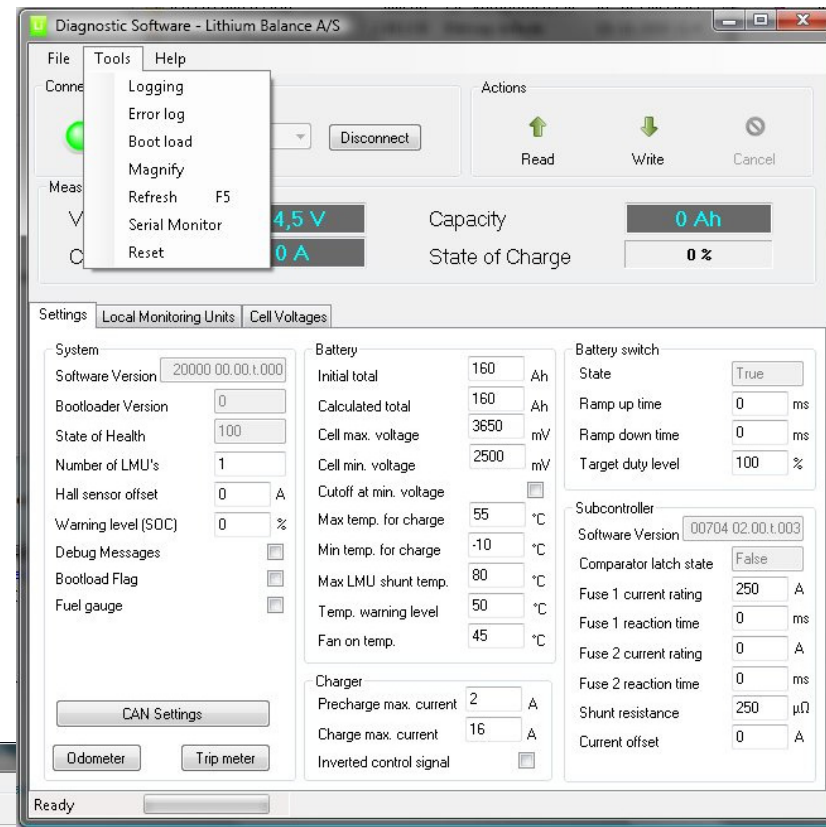 Diagnostic Software - Lithium Balance A/S
File Tools Help
Logging
Error log
Boot load
Magnify
Refresh F5
Serial Monitor
Reset
Conne
Disconnect
Actions
Read Write Cancel
Meas
V 4,5 V Capacity 0 Ah
C 0 A State of Charge 0 %
Settings Local Monitoring Units Cell Voltages
System
Software Version 20000 00.00.t.000
Bootloader Version 0
State of Health 100
Number of LMU's 1
Hall sensor offset 0 A
Warning level (SOC) 0 %
Debug Messages
Bootload Flag
Fuel gauge
CAN Settings
Odometer Trip meter
Battery
Initial total 160 Ah
Calculated total 160 Ah
Cell max. voltage 3650 mV
Cell min. voltage 2500 mV
Cutoff at min. voltage
Max temp. for charge 55 °C
Min temp. for charge -10 °C
Max LMU shunt temp. 80 °C
Temp. warning level 50 °C
Fan on temp. 45 °C
Charger
Precharge max. current 2 A
Charge max. current 16 A
Inverted control signal
Battery switch
State True
Ramp up time 0 ms
Ramp down time 0 ms
Target duty level 100 %
Subcontroller
Software Version 00704 02.00.t.003
Comparator latch state False
Fuse 1 current rating 250 A
Fuse 1 reaction time 0 ms
Fuse 2 current rating 0 A
Fuse 2 reaction time 0 ms
Shunt resistance 250 µΩ
Current offset 0 A
Ready